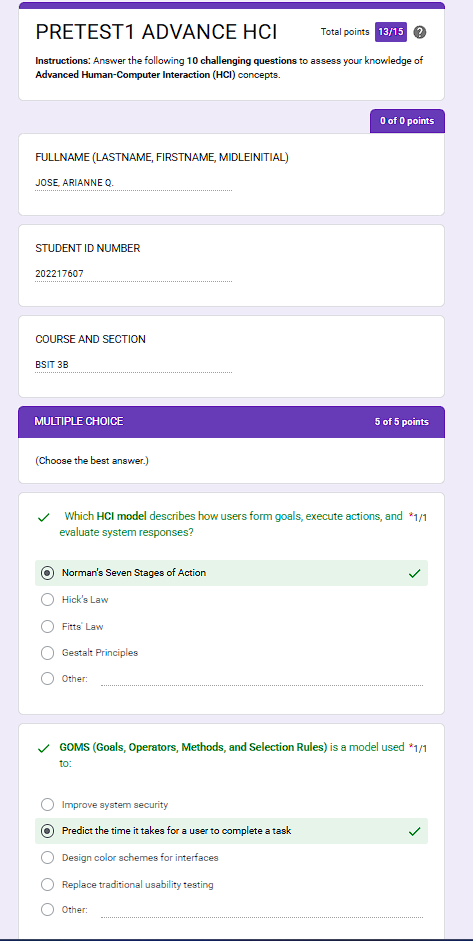 PRETEST1 ADVANCE HCI
Total points 13/15 ?
Instructions: Answer the following 10 challenging questions to assess your knowledge of
Advanced Human-Computer Interaction (HCI) concepts.
0 of 0 points
FULLNAME (LASTNAME, FIRSTNAME, MIDLEINITIAL)
JOSE, ARIANNE Q.
STUDENT ID NUMBER
202217607
COURSE AND SECTION
BSIT 3B
MULTIPLE CHOICE
5 of 5 points
(Choose the best answer.)
Which HCI model describes how users form goals, execute actions, and *1/1
evaluate system responses?
Norman's Seven Stages of Action
Hick's Law
Fitts' Law
Gestalt Principles
Other:
GOMS (Goals, Operators, Methods, and Selection Rules) is a model used *1/1
to:
Improve system security
Predict the time it takes for a user to complete a task
Design color schemes for interfaces
Replace traditional usability testing
Other: